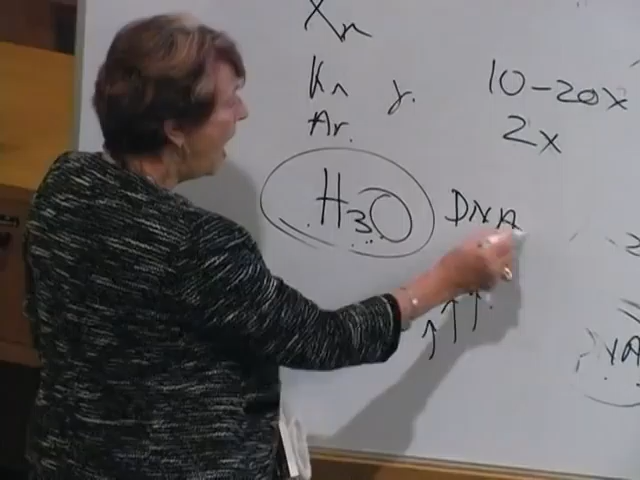 Xn
Kr γ. 10-20x
Ar. 2x
H3O DNA